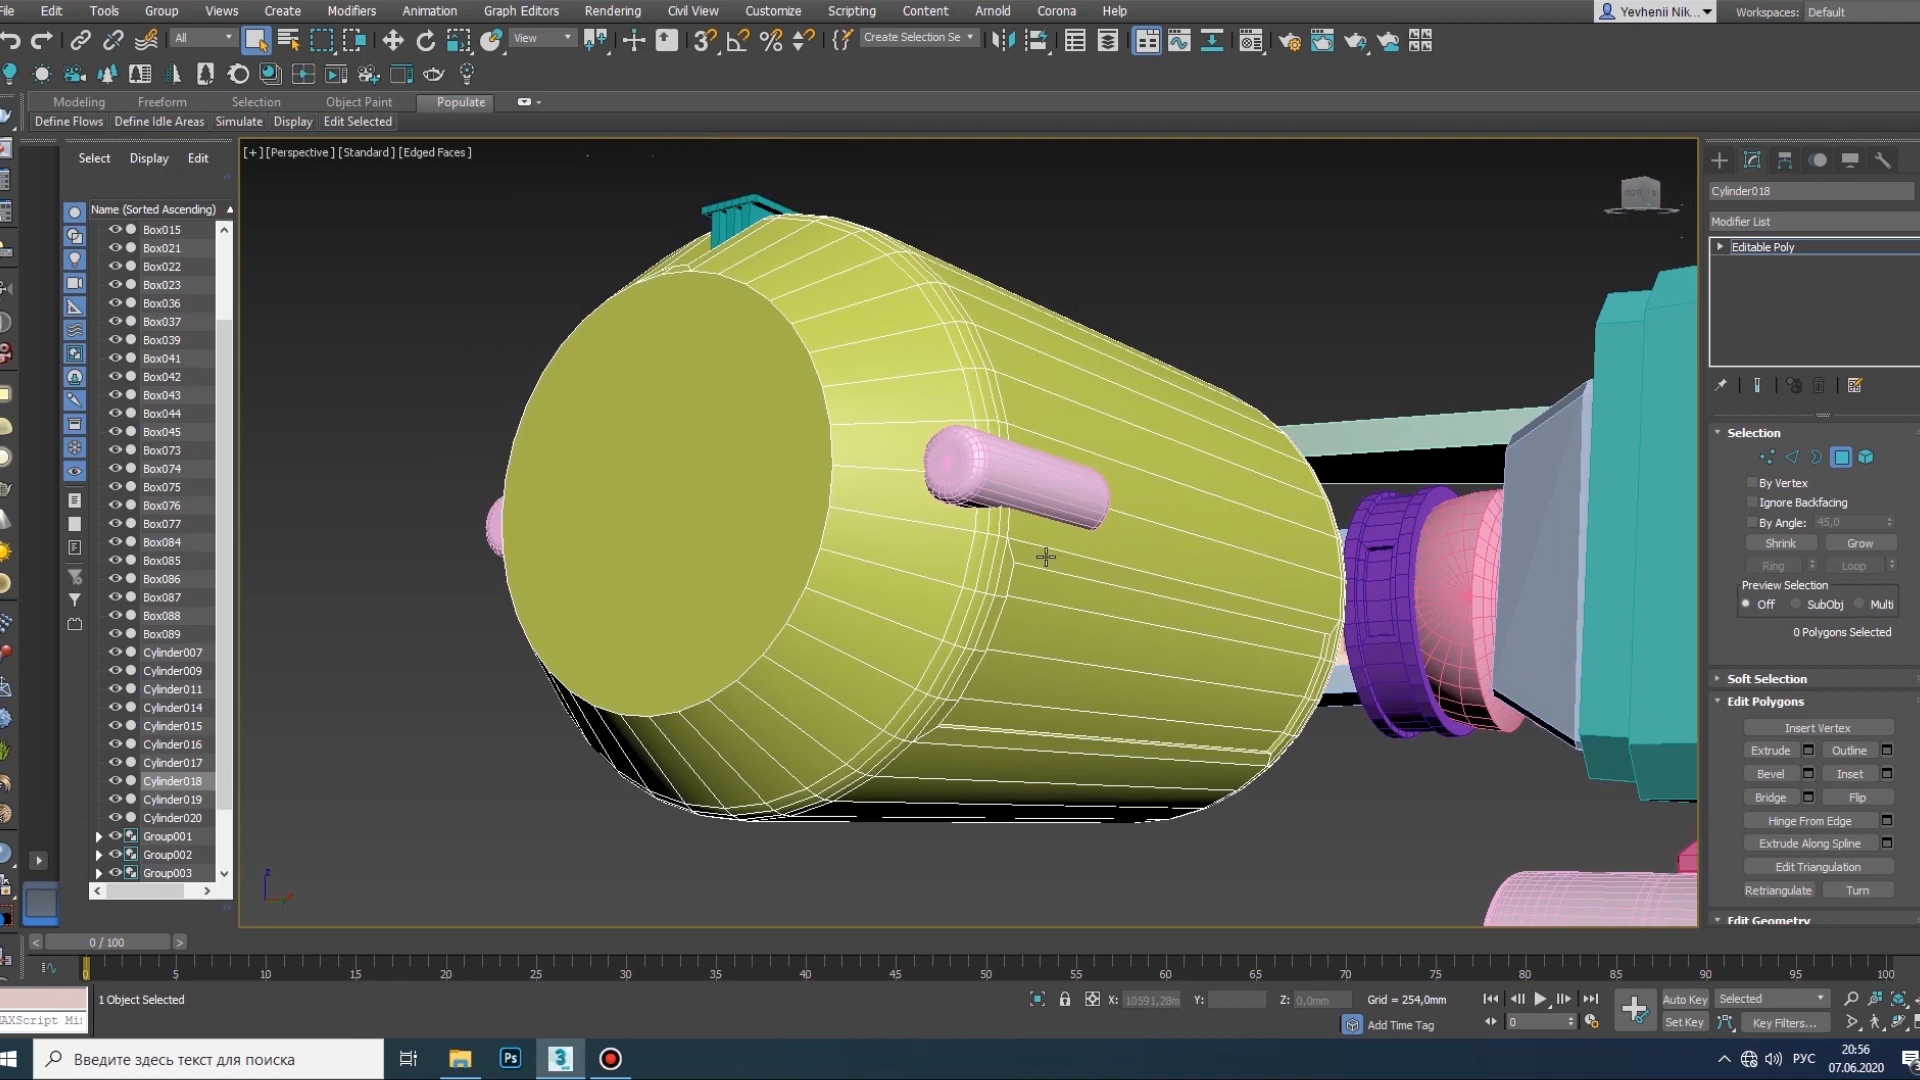 File Edit Tools Group Views Create Modifiers Animation Graph Editors Rendering Civil View Customize Scripting Content Arnold Corona Help Yevhenii Nik... Workspaces: Default
All View Create Selection Se
Modeling Freeform Selection Object Paint Populate
Define Flows Define Idle Areas Simulate Display Edit Selected
Select Display Edit
[+] [Perspective ] [Standard ] [Edged Faces ]
Name (Sorted Ascending)
Box015
Box021
Box022
Box023
Box036
Box037
Box039
Box041
Box042
Box043
Box044
Box045
Box073
Box074
Box075
Box076
Box077
Box084
Box085
Box086
Box087
Box088
Box089
Cylinder007
Cylinder009
Cylinder011
Cylinder014
Cylinder015
Cylinder016
Cylinder017
Cylinder018
Cylinder019
Cylinder020
Group001
Group002
Group003
Cylinder018
Modifier List
Editable Poly
Selection
By Vertex
Ignore Backfacing
By Angle: 45,0
Shrink Grow
Ring Loop
Preview Selection
Off SubObj Multi
0 Polygons Selected
Soft Selection
Edit Polygons
Insert Vertex
Extrude Outline
Bevel Inset
Bridge Flip
Hinge From Edge
Extrude Along Spline
Edit Triangulation
Retriangulate Turn
Edit Geometry
0 / 100
0 5 10 15 20 25 30 35 40 45 50 55 60 65 70 75 80 85 90 95 100
1 Object Selected
X: 10591,28m Y: Z: 0,0mm Grid = 254,0mm
Auto Key Selected
AXScript Mi
Add Time Tag
0
Set Key Key Filters...
Введите здесь текст для поиска
Ps
3
РУС
20:56
07.06.2020